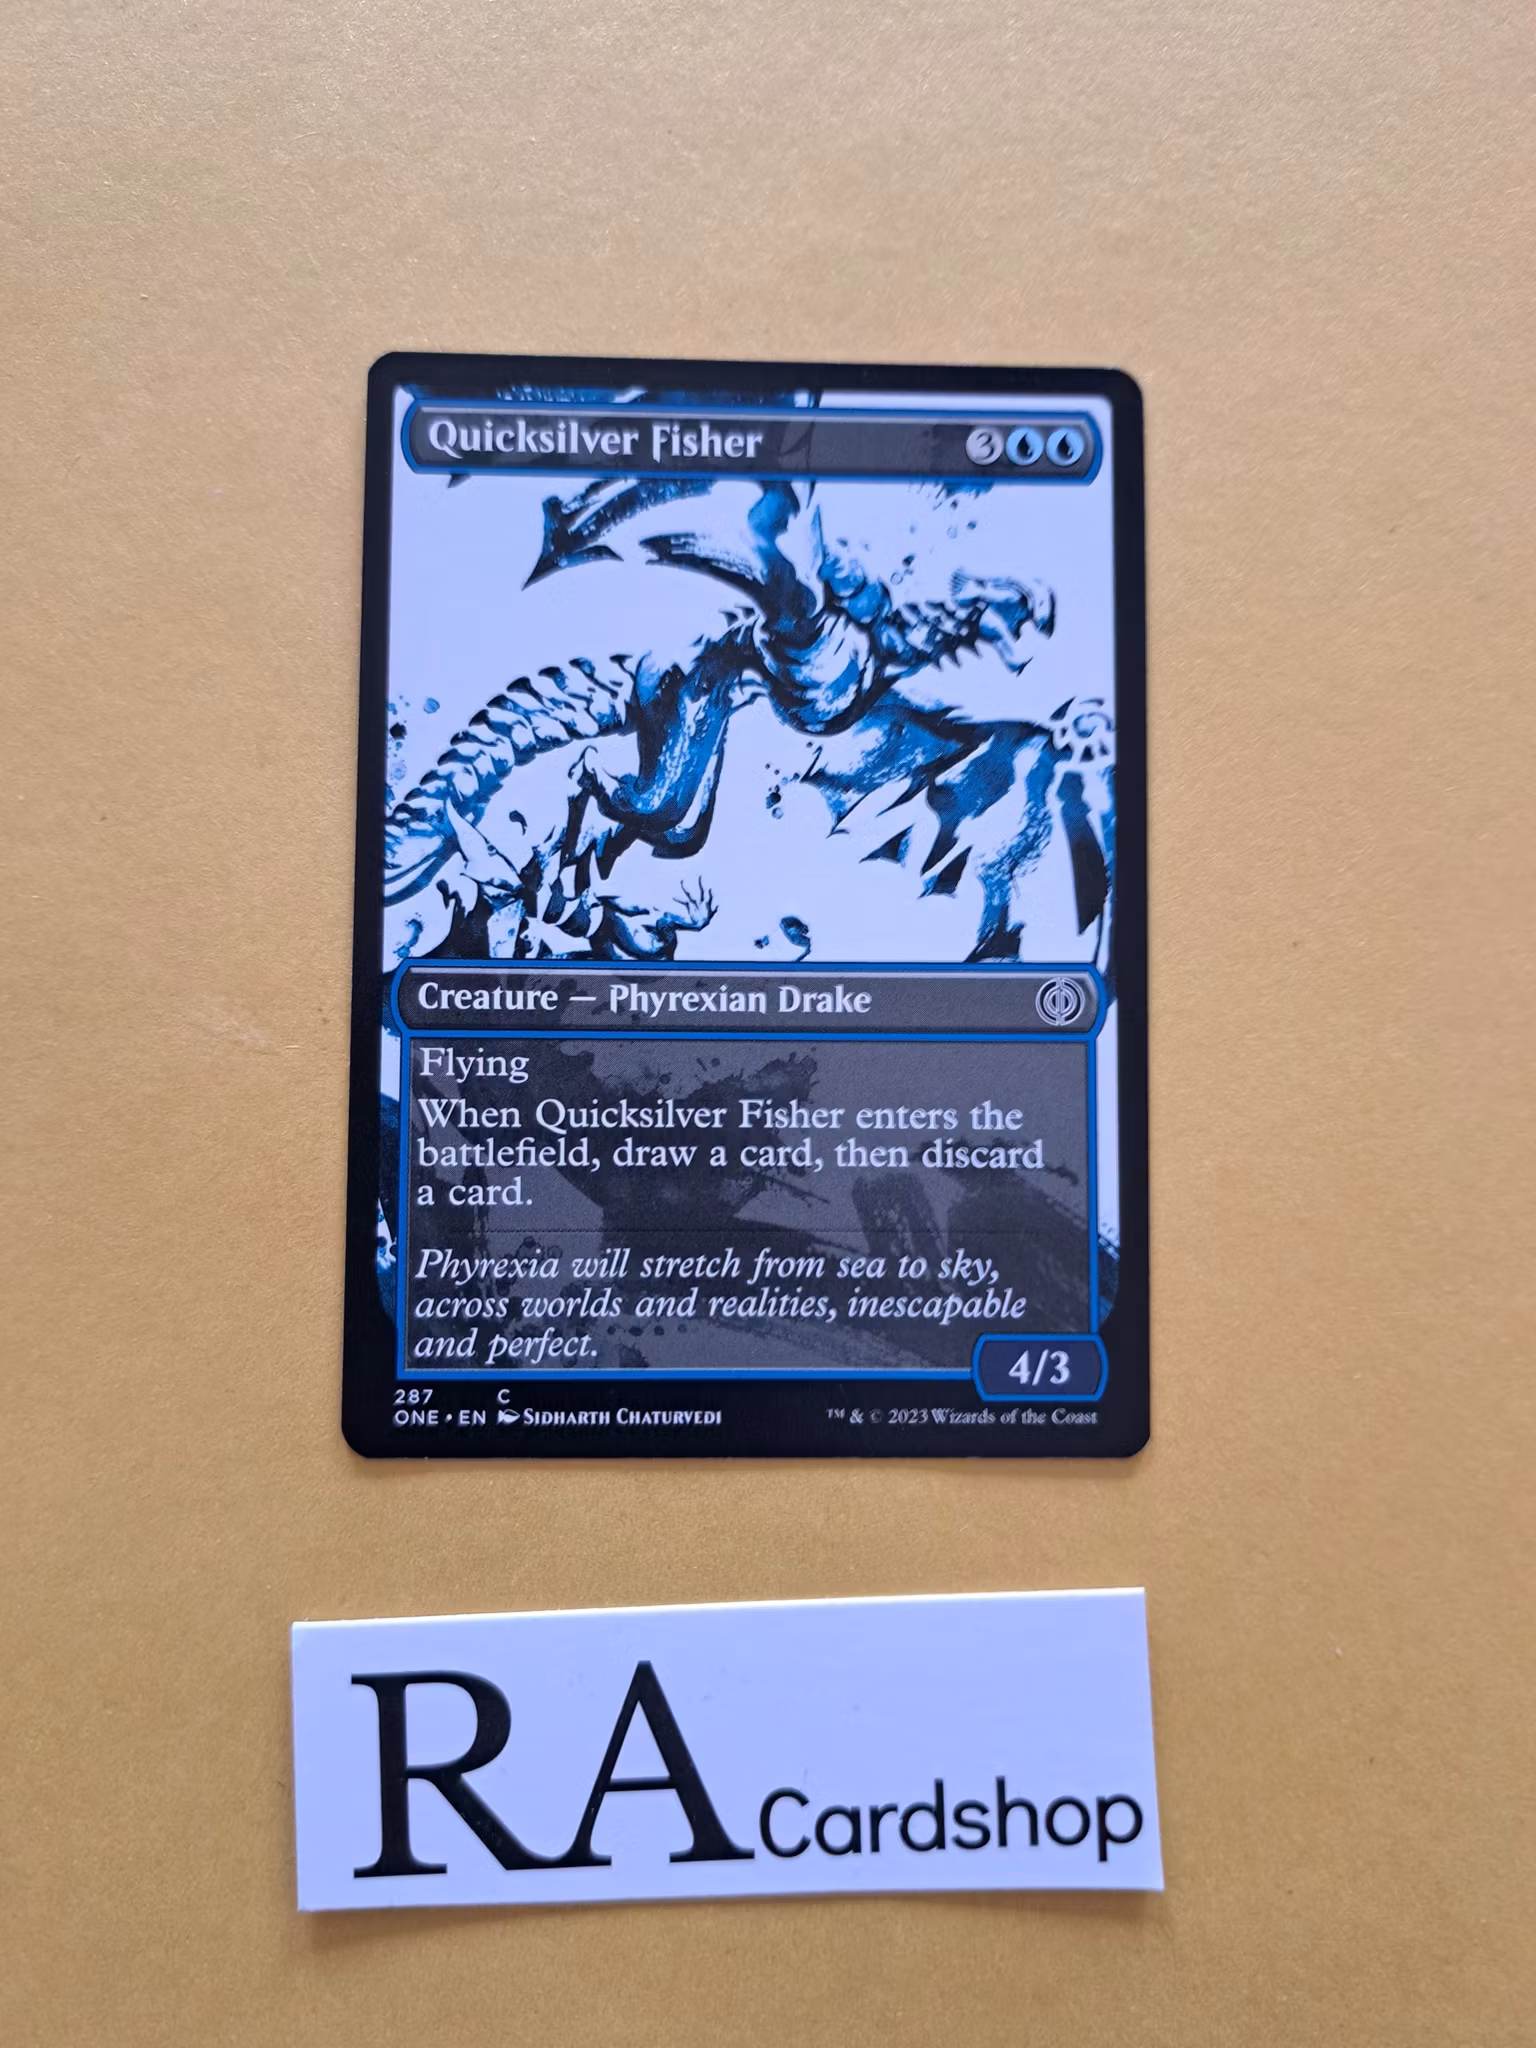 Quicksilver Fisher 3
Creature — Phyrexian Drake
Flying
When Quicksilver Fisher enters the
battlefield, draw a card, then discard
a card.
Phyrexia will stretch from sea to sky,
across worlds and realities, inescapable
and perfect.
4/3
287 C
ONE • EN SIDHARTH CHATURVEDI ™ & © 2023 Wizards of the Coast
RA Cardshop